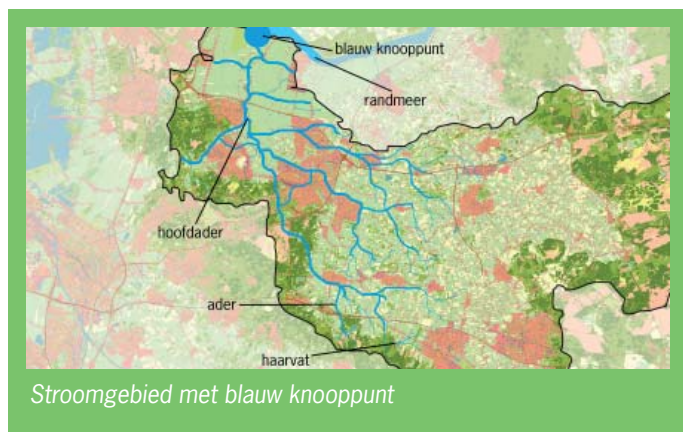 blauw knooppunt
randmeer
hoofdader
ader
haarvat
Stroomgebied met blauw knooppunt